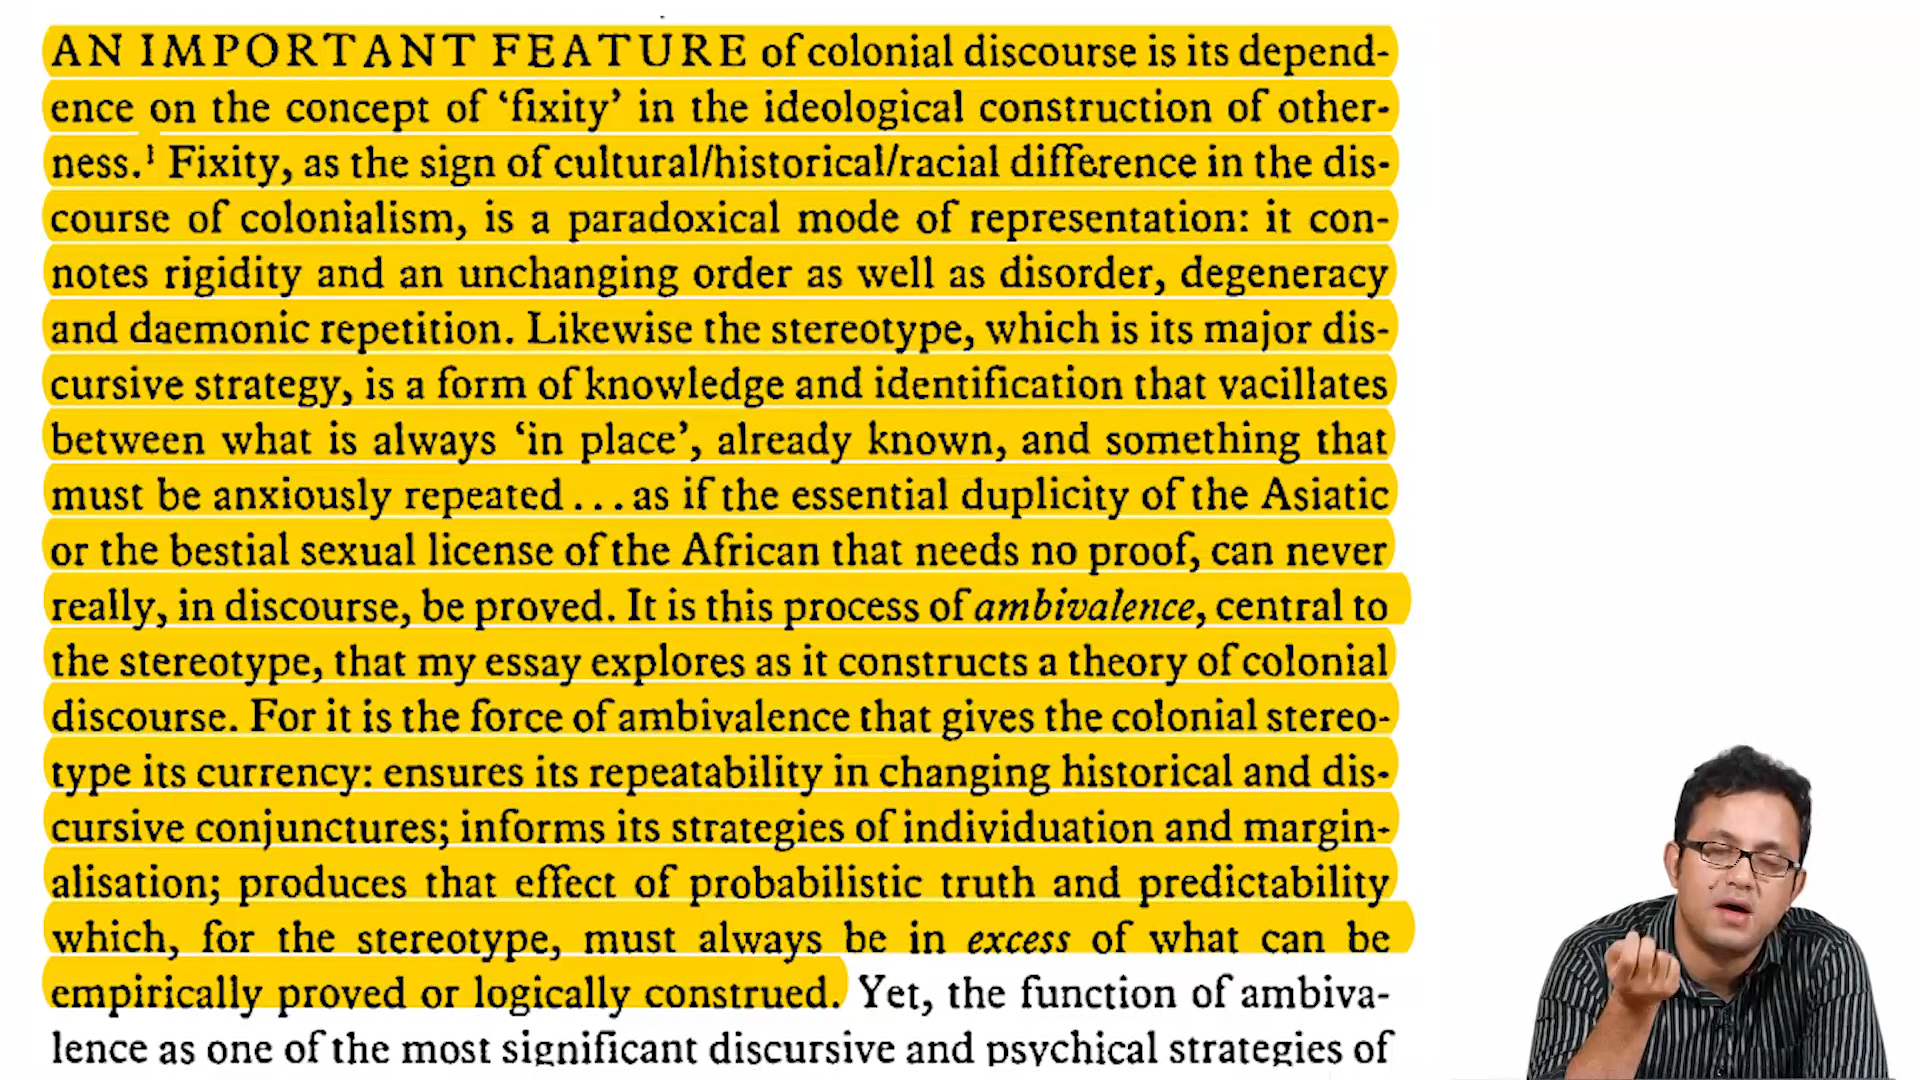 AN IMPORTANT FEATURE of colonial discourse is its depend-
ence on the concept of ‘fixity’ in the ideological construction of other-
ness.¹ Fixity, as the sign of cultural/historical/racial difference in the dis-
course of colonialism, is a paradoxical mode of representation: it con-
notes rigidity and an unchanging order as well as disorder, degeneracy
and daemonic repetition. Likewise the stereotype, which is its major dis-
cursive strategy, is a form of knowledge and identification that vacillates
between what is always ‘in place’, already known, and something that
must be anxiously repeated . . . as if the essential duplicity of the Asiatic
or the bestial sexual license of the African that needs no proof, can never
really, in discourse, be proved. It is this process of ambivalence, central to
the stereotype, that my essay explores as it constructs a theory of colonial
discourse. For it is the force of ambivalence that gives the colonial stereo-
type its currency: ensures its repeatability in changing historical and dis-
cursive conjunctures; informs its strategies of individuation and margin-
alisation; produces that effect of probabilistic truth and predictability
which, for the stereotype, must always be in excess of what can be
empirically proved or logically construed. Yet, the function of ambiva-
lence as one of the most significant discursive and psychical strategies of